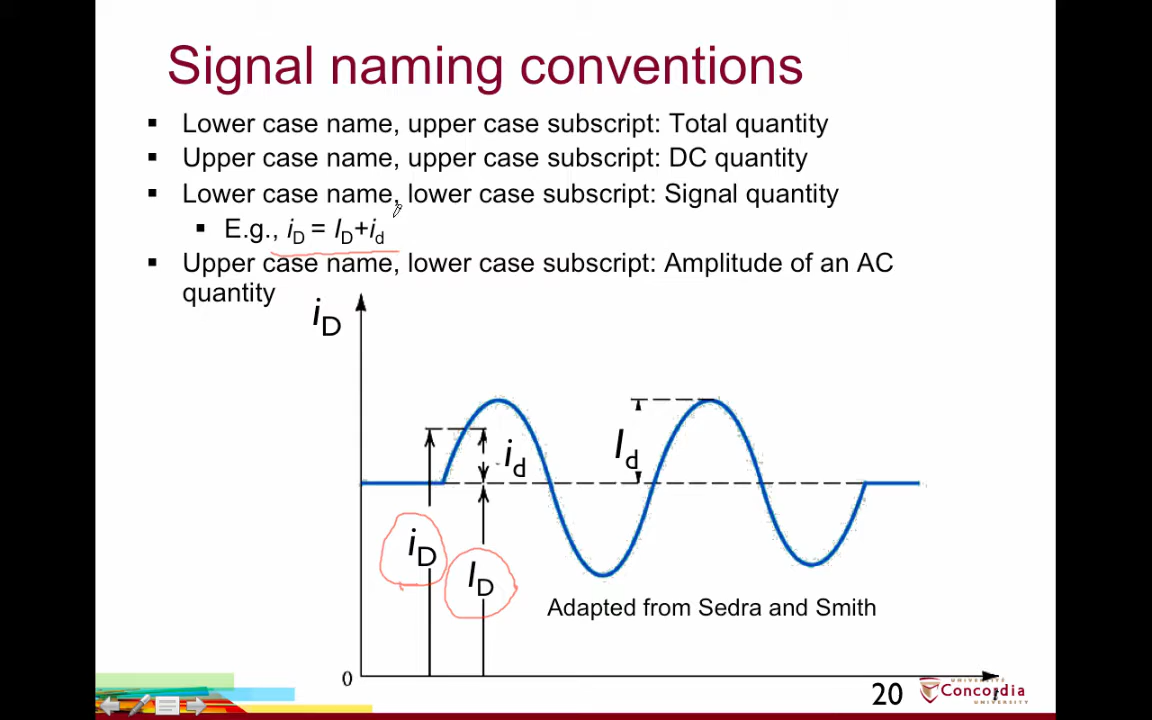 Signal naming conventions
▪ Lower case name, upper case subscript: Total quantity
▪ Upper case name, upper case subscript: DC quantity
▪ Lower case name, lower case subscript: Signal quantity
▪ E.g., iD = ID+id
▪ Upper case name, lower case subscript: Amplitude of an AC
quantity
iD
id
Id
iD
ID
Adapted from Sedra and Smith
0
t
20
UNIVERSITÉ
Concordia
UNIVERSITY